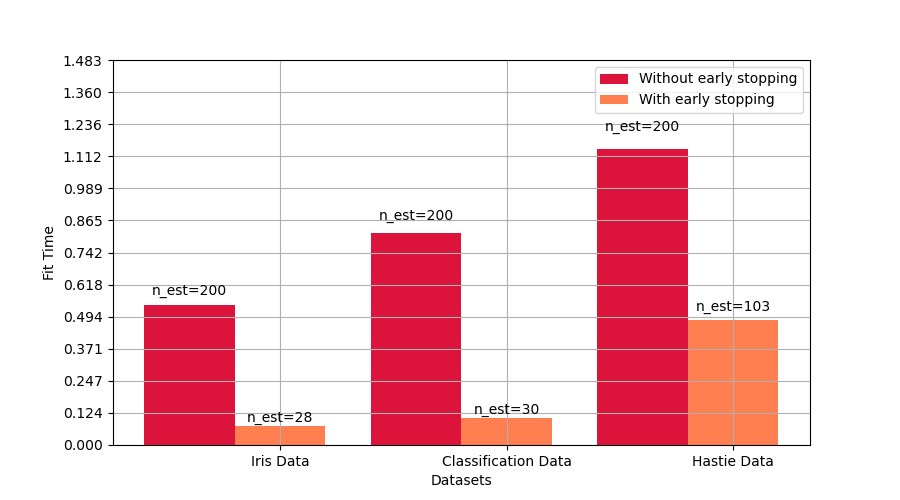 1.483
1.360
1.236
1.112
0.989
0.865
0.742
0.618
0.494
0.371
0.247
0.124
0.000
Fit Time
Without early stopping
With early stopping
n_est=200
n_est=28
n_est=200
n_est=30
n_est=200
n_est=103
Iris Data
Classification Data
Hastie Data
Datasets